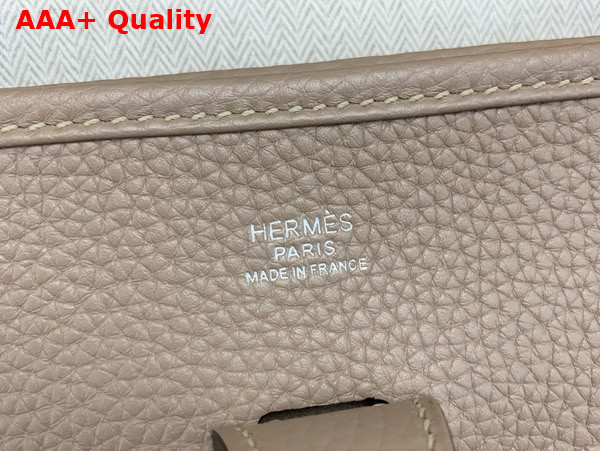 AAA+ Quality
HERMÈS
PARIS
MADE IN FRANCE